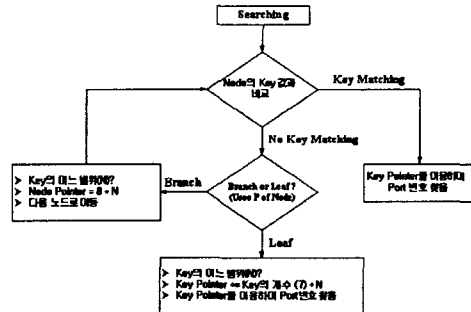 Searching
Node의 Key 값과
비교
Key Matching
No Key Matching
Key의 어느 범위에?
Node Pointer = 8 * N
다음 노드로 이동
Branch
Branch or Leaf ?
(Uses P of Node)
Key Pointer를 이용하여
Port 번호 찾음
Leaf
Key의 어느 범위에?
Key Pointer += Key의 개수 (7) * N
Key Pointer를 이용하여 Port번호 찾음